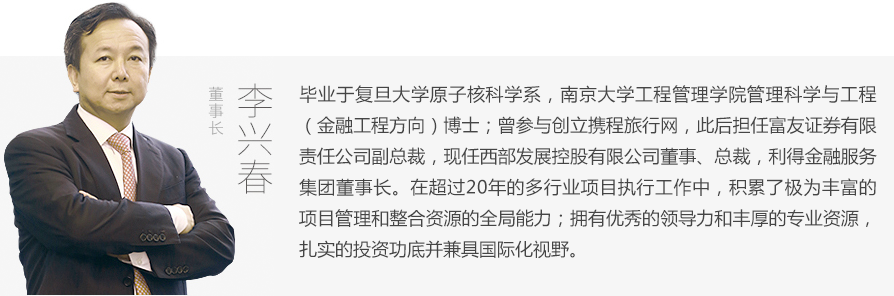 李兴春
董事长
毕业于复旦大学原子核科学系，南京大学工程管理学院管理科学与工程
（金融工程方向）博士；曾参与创立携程旅行网，此后担任富友证券有限
责任公司副总裁，现任西部发展控股有限公司董事、总裁，利得金融服务
集团董事长。在超过20年的多行业项目执行工作中，积累了极为丰富的
项目管理和整合资源的全局能力；拥有优秀的领导力和丰厚的专业资源，
扎实的投资功底并兼具国际化视野。